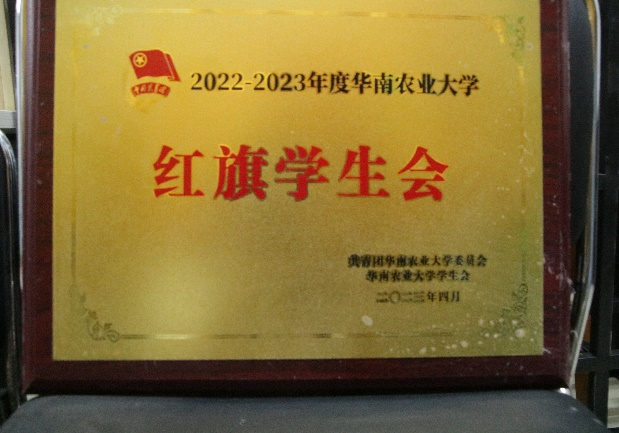 2022-2023年度华南农业大学
红旗学生会
共青团华南农业大学委员会
华南农业大学学生会
二〇二三年四月